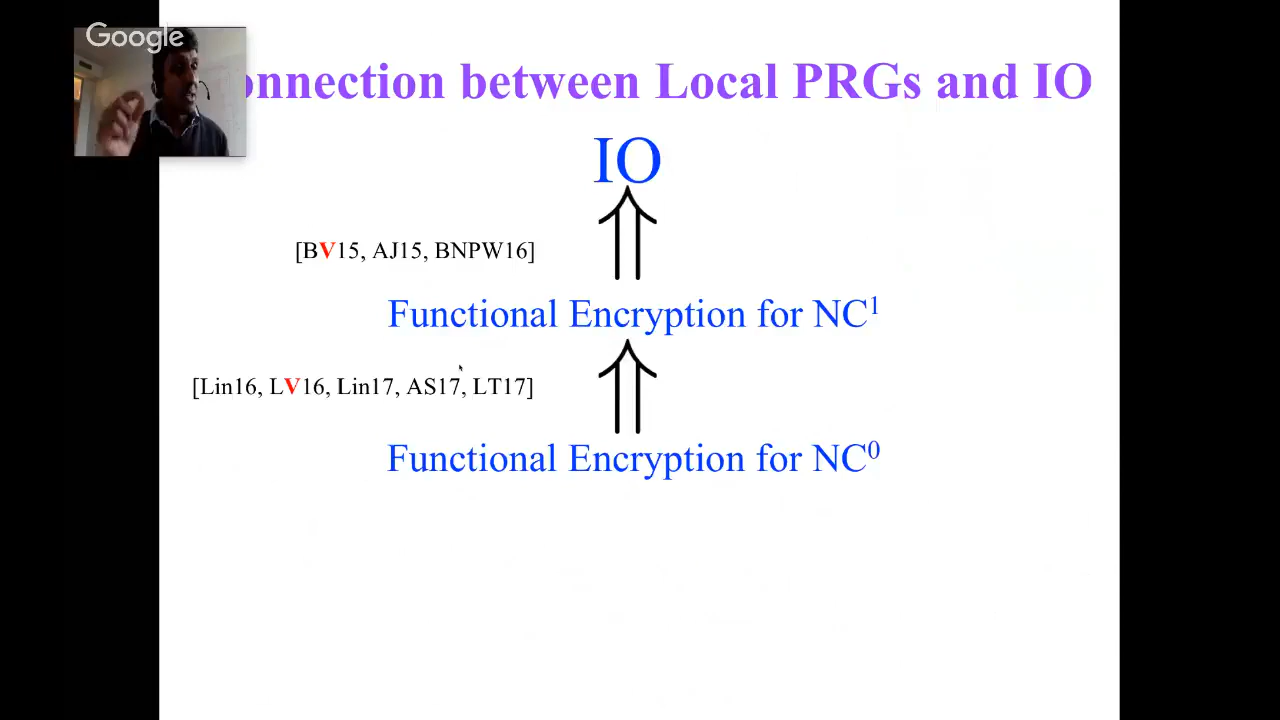 Google
onnection between Local PRGs and IO
IO
[BV15, AJ15, BNPW16]
Functional Encryption for NC¹
[Lin16, LV16, Lin17, AS17, LT17]
Functional Encryption for NC⁰